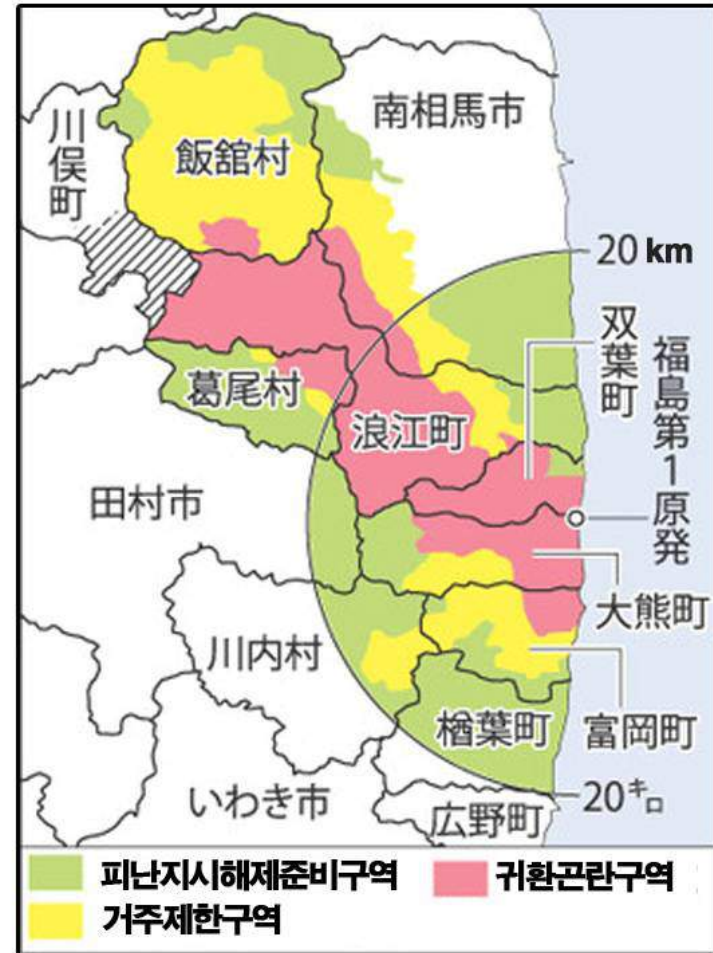 南相馬市
川俣町
飯舘村
20 km
双葉町
福島第1原発
葛尾村
浪江町
田村市
大熊町
川内村
楢葉町
富岡町
いわき市
広野町
20キロ
피난지시해제준비구역
귀환곤란구역
거주제한구역